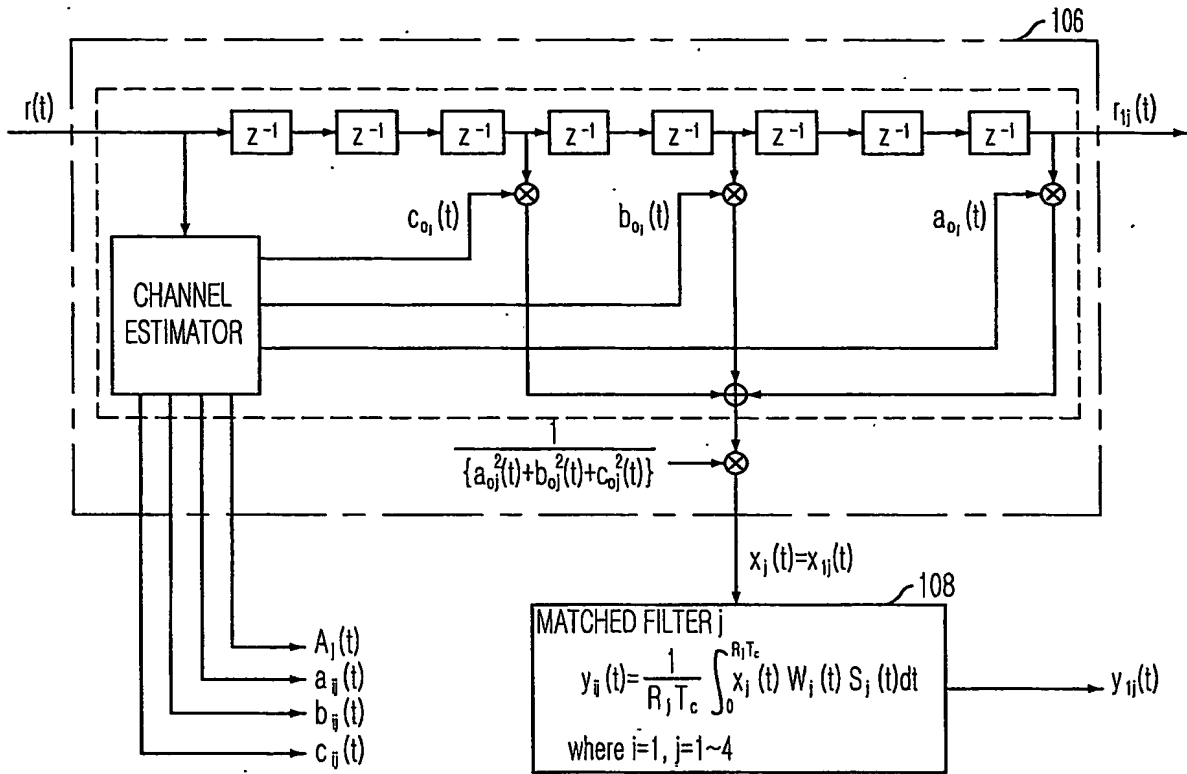 106
r(t)
z⁻¹ z⁻¹ z⁻¹ z⁻¹ z⁻¹ z⁻¹ z⁻¹ z⁻¹
r₁ⱼ(t)
c₀ⱼ(t)
b₀ⱼ(t)
a₀ⱼ(t)
CHANNEL
ESTIMATOR
1
{a₀ⱼ²(t)+b₀ⱼ²(t)+c₀ⱼ²(t)}
xⱼ(t)=x₁ⱼ(t)
108
MATCHED FILTER j
yᵢⱼ(t)= 1/(RⱼT_c) ∫₀^{RⱼT_c} xⱼ(t) Wⱼ(t) Sⱼ(t)dt
where i=1, j=1~4
y₁ⱼ(t)
Aⱼ(t)
aᵢⱼ(t)
bᵢⱼ(t)
cᵢⱼ(t)